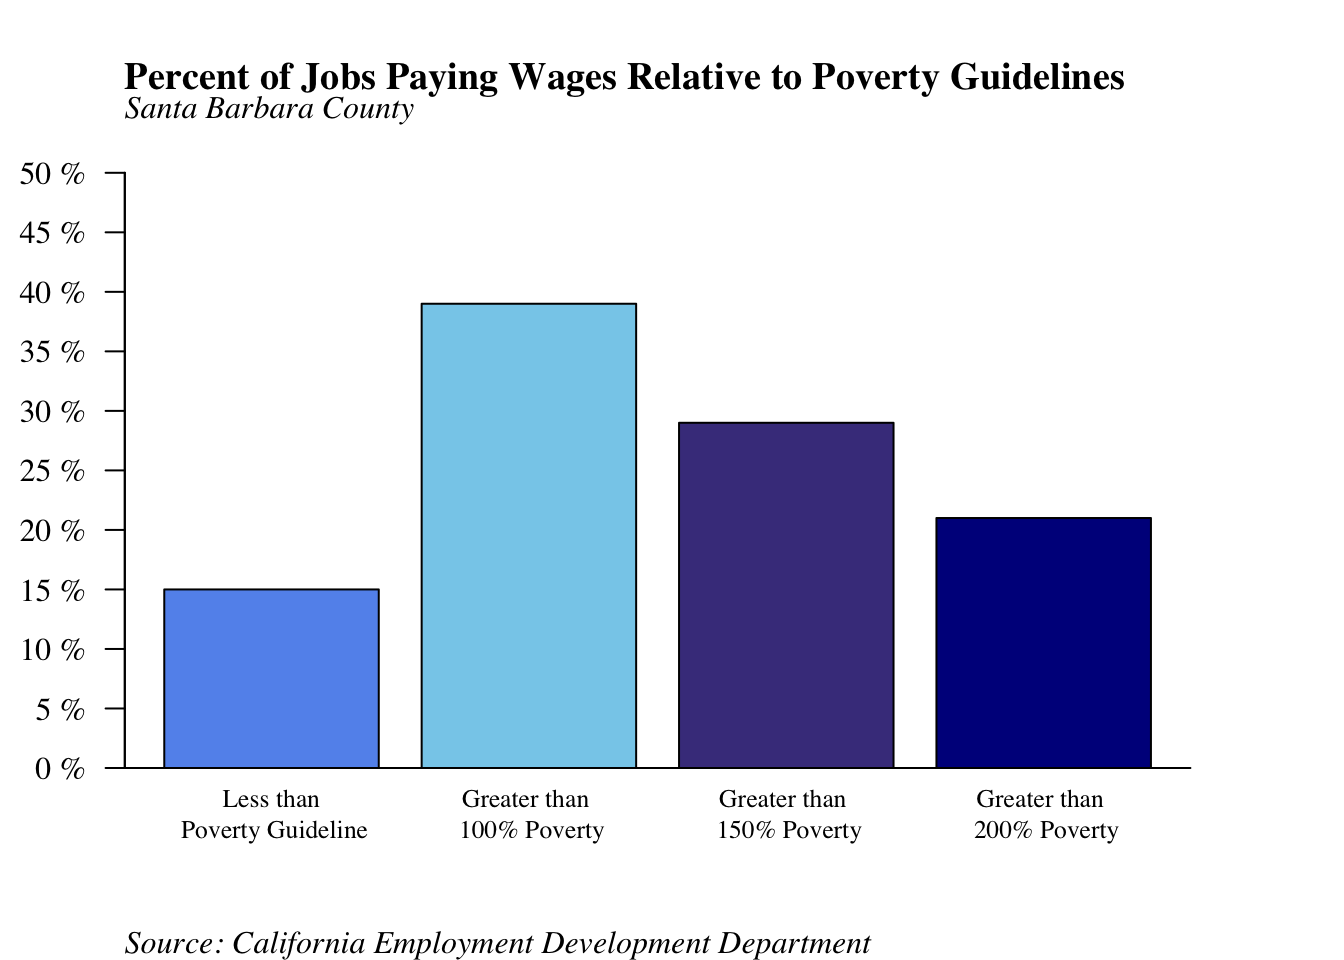 Percent of Jobs Paying Wages Relative to Poverty Guidelines
Santa Barbara County
50 %
45 %
40 %
35 %
30 %
25 %
20 %
15 %
10 %
5 %
0 %
Less than
Poverty Guideline
Greater than
100% Poverty
Greater than
150% Poverty
Greater than
200% Poverty
Source: California Employment Development Department